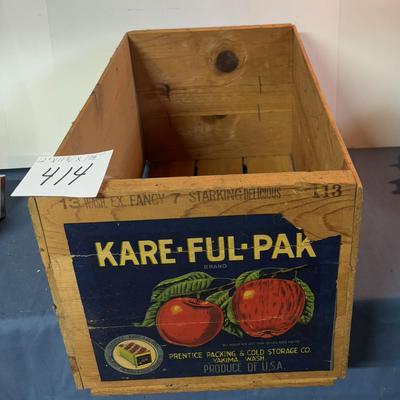 414
13 WASH. EX. FANCY 7 STARKING DELICIOUS 113
KARE-FUL-PAK
BRAND
PRENTICE PACKING & COLD STORAGE CO.
YAKIMA, WASH.
PRODUCE OF U.S.A.